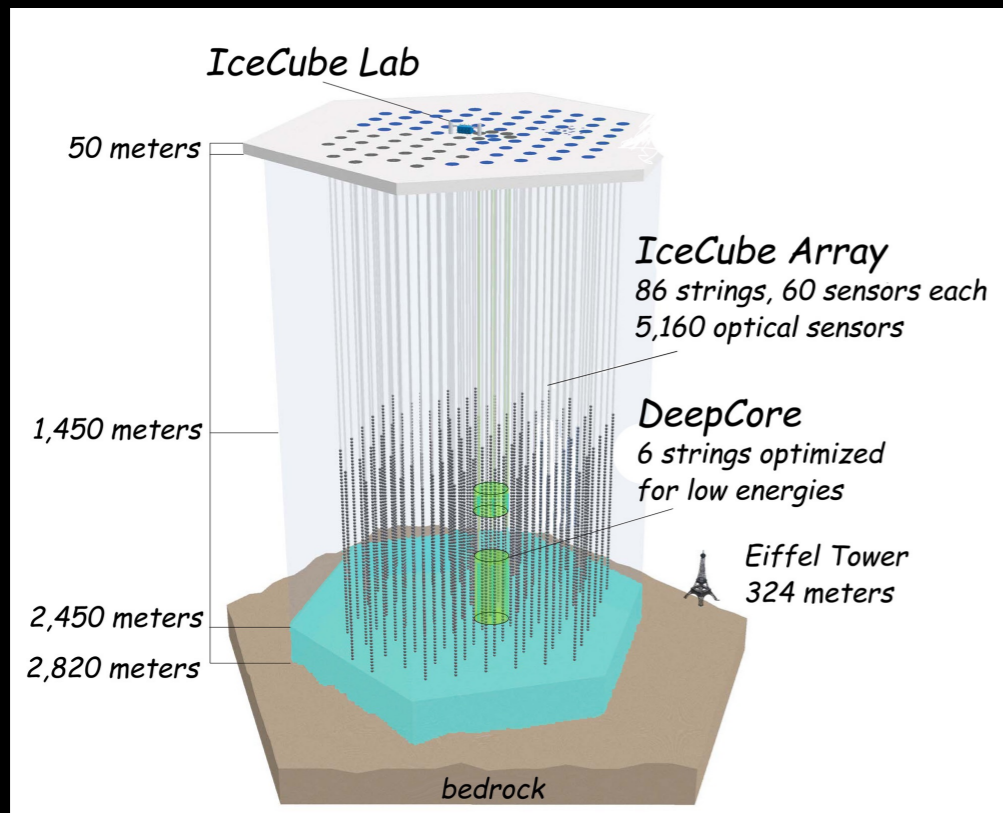 IceCube Lab
50 meters
IceCube Array
86 strings, 60 sensors each
5,160 optical sensors
1,450 meters
DeepCore
6 strings optimized
for low energies
Eiffel Tower
324 meters
2,450 meters
2,820 meters
bedrock